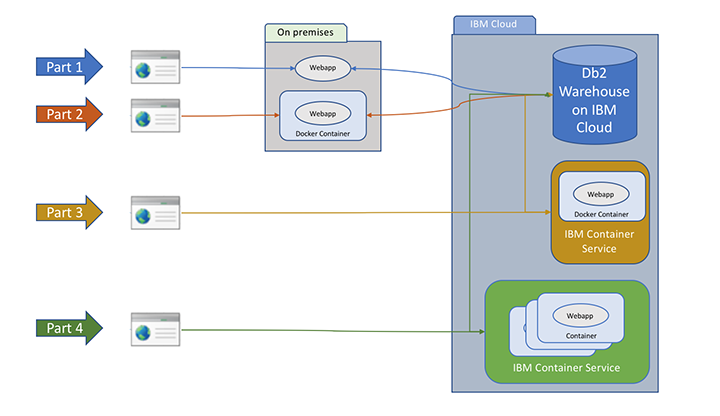 On premises
IBM Cloud
Part 1
Webapp
Db2
Warehouse
on IBM
Cloud
Part 2
Webapp
Docker Container
Part 3
Webapp
Docker Container
IBM Container
Service
Part 4
Webapp
Container
IBM Container Service